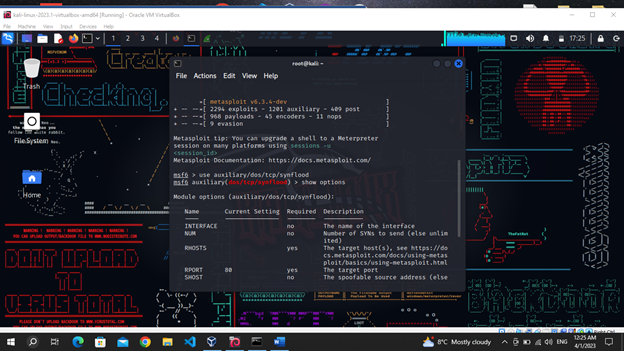 kali-linux-2023.1-virtualbox-amd64 [Running] - Oracle VM VirtualBox
File Machine View Input Devices Help
1 2 3 4
17:25
root@kali: ~
File Actions Edit View Help
=[ metasploit v6.3.4-dev ]
+ -- --=[ 2294 exploits - 1201 auxiliary - 409 post ]
+ -- --=[ 968 payloads - 45 encoders - 11 nops ]
+ -- --=[ 9 evasion ]
Metasploit tip: You can upgrade a shell to a Meterpreter
session on many platforms using sessions -u
<session_id>
Metasploit Documentation: https://docs.metasploit.com/
msf6 > use auxiliary/dos/tcp/synflood
msf6 auxiliary(dos/tcp/synflood) > show options
Module options (auxiliary/dos/tcp/synflood):
Name Current Setting Required Description
INTERFACE no The name of the interface
NUM no Number of SYNs to send (else unlim
ited)
RHOSTS yes The target host(s), see https://do
cs.metasploit.com/docs/using-metas
ploit/basics/using-metasploit.html
RPORT 80 yes The target port
SHOST no The spoofable source address (else
Trash
File System
Home
Checking.
DONT UPLOAD
TO
VIRUS TOTAL
8°C Mostly cloudy
ENG
12:25 AM
4/1/2023